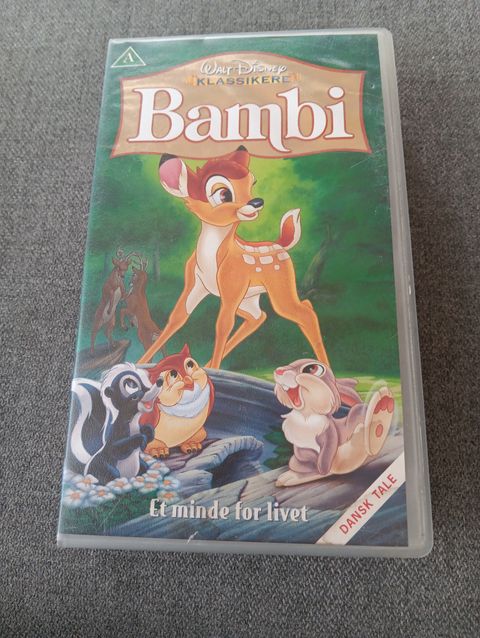 A
WALT DISNEY
KLASSIKERE
Bambi
Et minde for livet
DANSK TALE